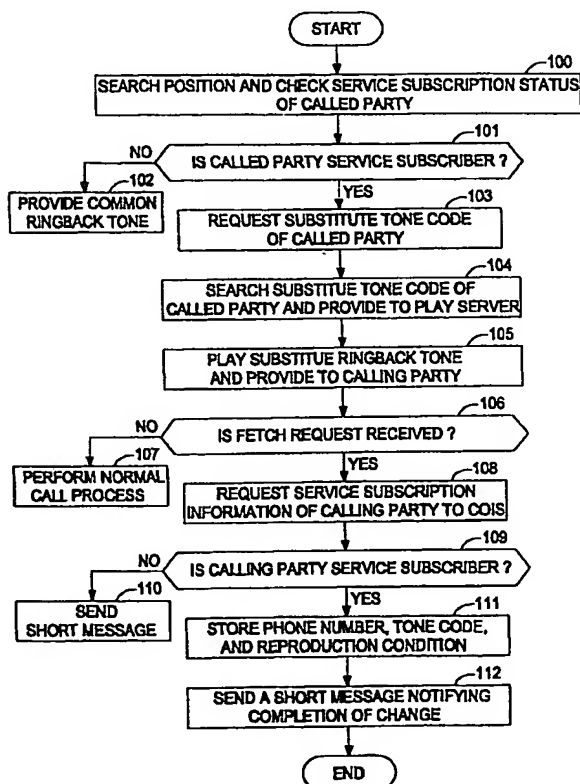 START
100
SEARCH POSITION AND CHECK SERVICE SUBSCRIPTION STATUS
OF CALLED PARTY
101
NO
IS CALLED PARTY SERVICE SUBSCRIBER ?
102
YES
103
PROVIDE COMMON
RINGBACK TONE
REQUEST SUBSTITUTE TONE CODE
OF CALLED PARTY
104
SEARCH SUBSTITUE TONE CODE OF
CALLED PARTY AND PROVIDE TO PLAY SERVER
105
PLAY SUBSTITUE RINGBACK TONE
AND PROVIDE TO CALLING PARTY
106
NO
IS FETCH REQUEST RECEIVED ?
107
YES
108
PERFORM NORMAL
CALL PROCESS
REQUEST SERVICE SUBSCRIPTION
INFORMATION OF CALLING PARTY TO COIS
109
NO
IS CALLING PARTY SERVICE SUBSCRIBER ?
110
YES
111
SEND
SHORT MESSAGE
STORE PHONE NUMBER, TONE CODE,
AND REPRODUCTION CONDITION
112
SEND A SHORT MESSAGE NOTIFYING
COMPLETION OF CHANGE
END